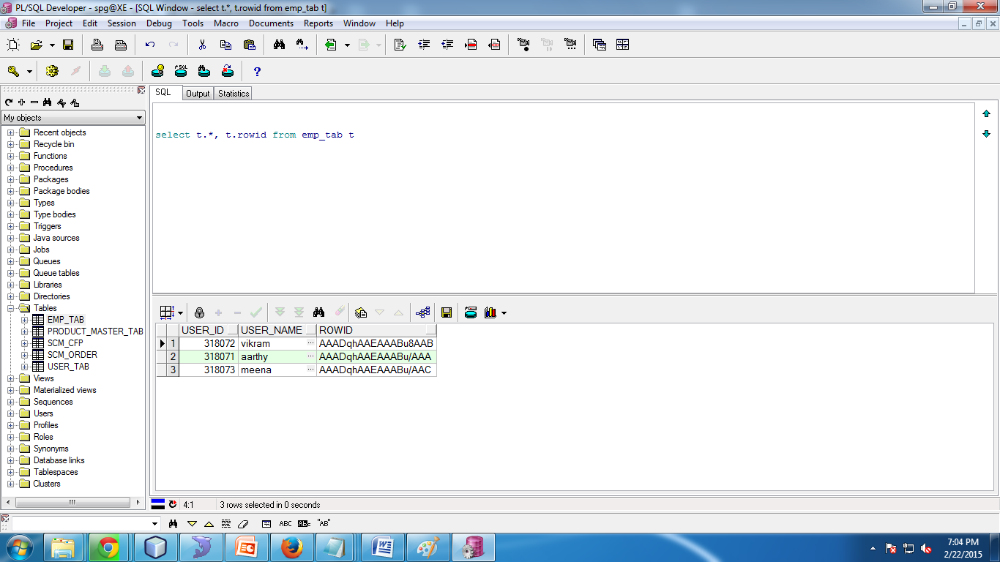 PL/SQL Developer - spg@XE - [SQL Window - select t.*, t.rowid from emp_tab t]
File Project Edit Session Debug Tools Macro Documents Reports Window Help
SQL
SQL Output Statistics
My objects
Recent objects
Recycle bin
Functions
Procedures
Packages
Package bodies
Types
Type bodies
Triggers
Java sources
Jobs
Queues
Queue tables
Libraries
Directories
Tables
EMP_TAB
PRODUCT_MASTER_TAB
SCM_CFP
SCM_ORDER
USER_TAB
Views
Materialized views
Sequences
Users
Profiles
Roles
Synonyms
Database links
Tablespaces
Clusters
select t.*, t.rowid from emp_tab t
USER_ID USER_NAME ROWID
1 318072 vikram ... AAADqhAAEAAABu8AAB
2 318071 aarthy ... AAADqhAAEAAABu/AAA
3 318073 meena ... AAADqhAAEAAABu/AAC
4:1 3 rows selected in 0 seconds
ABC ABc "AB"
7:04 PM
2/22/2015